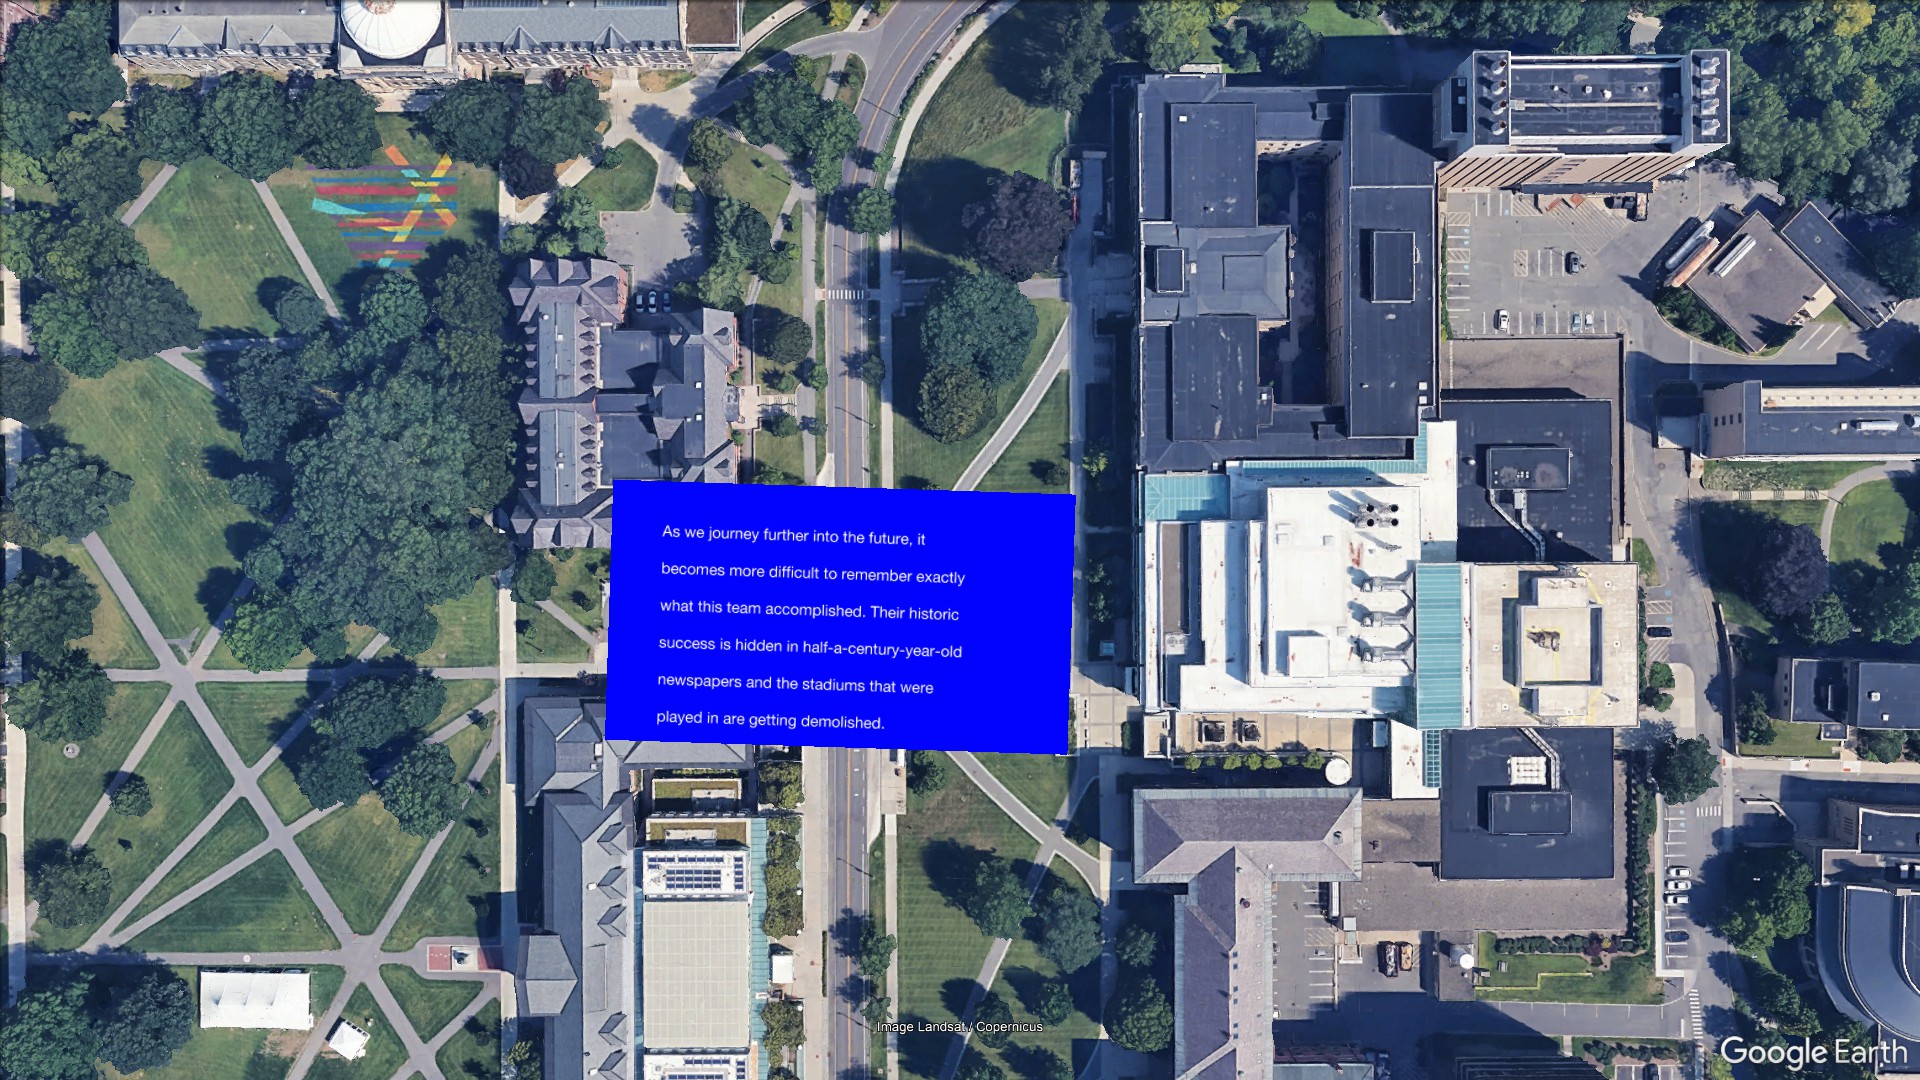 As we journey further into the future, it
becomes more difficult to remember exactly
what this team accomplished. Their historic
success is hidden in half-a-century-year-old
newspapers and the stadiums that were
played in are getting demolished.
Image Landsat / Copernicus
Google Earth